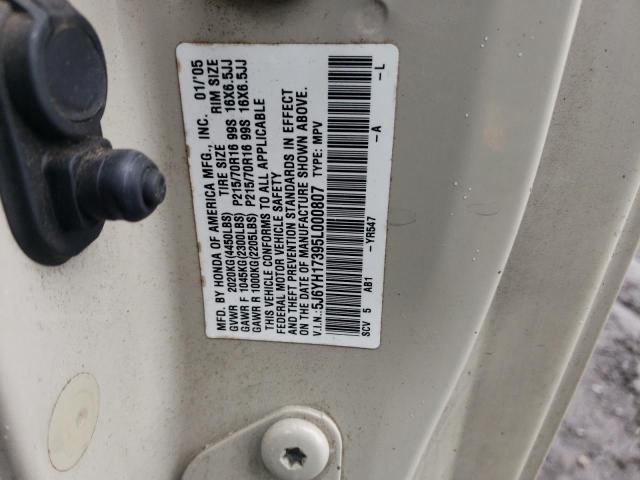 MFD. BY HONDA OF AMERICA MFG., INC. 01/'05
TIRE SIZE RIM SIZE
GVWR 2020KG(4450LBS)
GAWR F 1045KG(2300LBS) P215/70R16 99S 16X6.5JJ
GAWR R 1000KG(2205LBS) P215/70R16 99S 16X6.5JJ
THIS VEHICLE CONFORMS TO ALL APPLICABLE
FEDERAL MOTOR VEHICLE SAFETY
AND THEFT PREVENTION STANDARDS IN EFFECT
ON THE DATE OF MANUFACTURE SHOWN ABOVE.
V.I.N.:5J6YH17395L000807 TYPE: MPV
YR547 -A -L
SCV 5 AB1